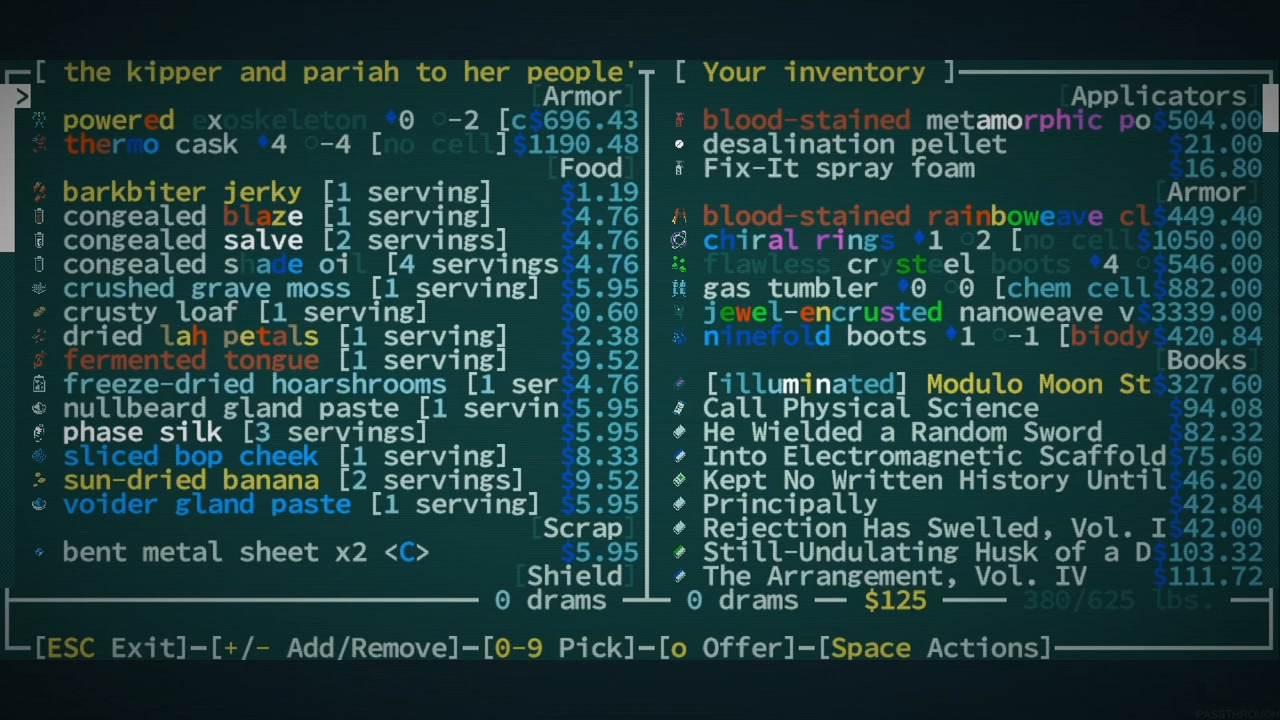 [ the kipper and pariah to her people'
>
[Armor]
powered exoskeleton ♦0 ○-2 [c$696.43
thermo cask ♦4 ○-4 [no cell]$1190.48
[Food]
barkbiter jerky [1 serving] $1.19
congealed blaze [1 serving] $4.76
congealed salve [2 servings] $4.76
congealed shade oil [4 servings$4.76
crushed grave moss [1 serving] $5.95
crusty loaf [1 serving] $0.60
dried lah petals [1 serving] $2.38
fermented tongue [1 serving] $9.52
freeze-dried hoarshrooms [1 ser$4.76
nullbeard gland paste [1 servin$5.95
phase silk [3 servings] $5.95
sliced bop cheek [1 serving] $8.33
sun-dried banana [2 servings] $9.52
voider gland paste [1 serving] $5.95
[Scrap]
bent metal sheet x2 <C> $5.95
[Shield]
0 drams
[ Your inventory ]
[Applicators]
blood-stained metamorphic po$504.00
desalination pellet $21.00
Fix-It spray foam $16.80
[Armor]
blood-stained rainboweave cl$449.40
chiral rings ♦1 ○2 [no cell$1050.00
flawless crysteel boots ♦4 ○$546.00
gas tumbler ♦0 ○0 [chem cell$882.00
jewel-encrusted nanoweave v$3339.00
ninefold boots ♦1 ○-1 [biody$420.84
[Books]
[illuminated] Modulo Moon St$327.60
Call Physical Science $94.08
He Wielded a Random Sword $82.32
Into Electromagnetic Scaffold$75.60
Kept No Written History Until$46.20
Principally $42.84
Rejection Has Swelled, Vol. I$42.00
Still-Undulating Husk of a D$103.32
The Arrangement, Vol. IV $111.72
0 drams $125 380/625 lbs.
[ESC Exit]-[+/- Add/Remove]-[0-9 Pick]-[o Offer]-[Space Actions]